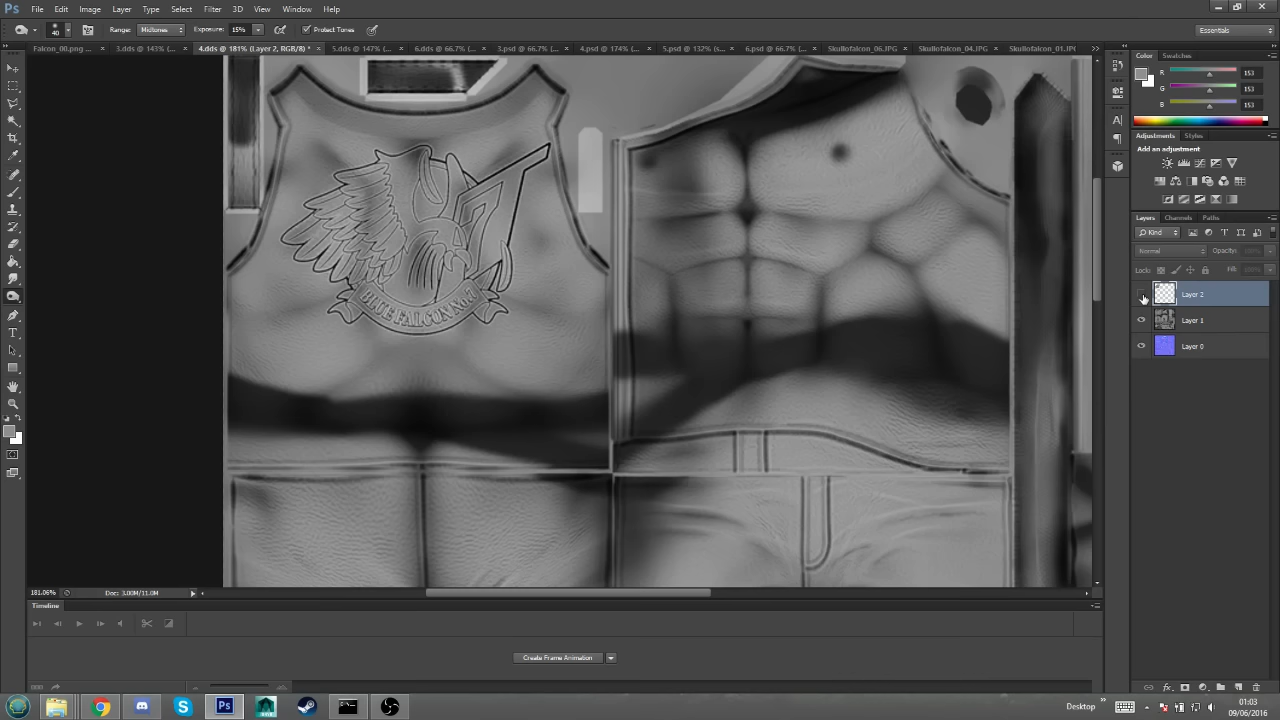 Ps File Edit Image Layer Type Select Filter 3D View Window Help
40 Range: Midtones Exposure: 15% Protect Tones Essentials
Falcon_00.png ... × 3.dds @ 143% (... × 4.dds @ 181% (Layer 2, RGB/8) * × 5.dds @ 147% (... × 6.dds @ 66.7% ... × 3.psd @ 66.7% (... × 4.psd @ 174% (... × 5.psd @ 132% (s... × 6.psd @ 66.7% (... × Skullofalcon_06.JPG × Skullofalcon_04.JPG × Skullofalcon_01.JPG
Color Swatches
R 153
G 153
B 153
Adjustments Styles
Add an adjustment
Layers Channels Paths
Kind
Normal Opacity: 100%
Lock: Fill: 100%
Layer 2
Layer 1
Layer 0
BLUE FALCON No.7
181.06% Doc: 3.00M/11.0M
Timeline
Create Frame Animation
Desktop
01:03
09/06/2016